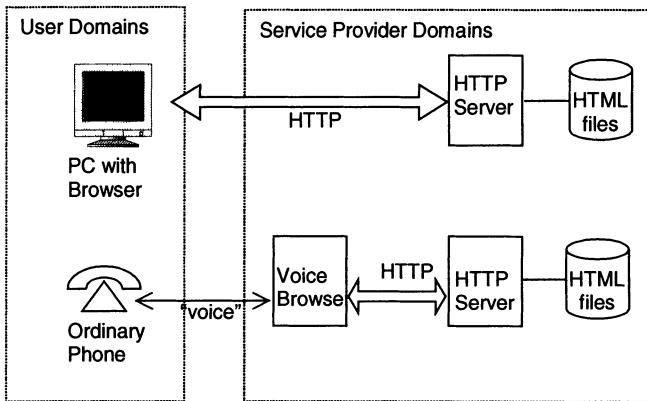 User Domains
Service Provider Domains
PC with
Browser
HTTP
HTTP
Server
HTML
files
Ordinary
Phone
"voice"
Voice
Browse
HTTP
HTTP
Server
HTML
files